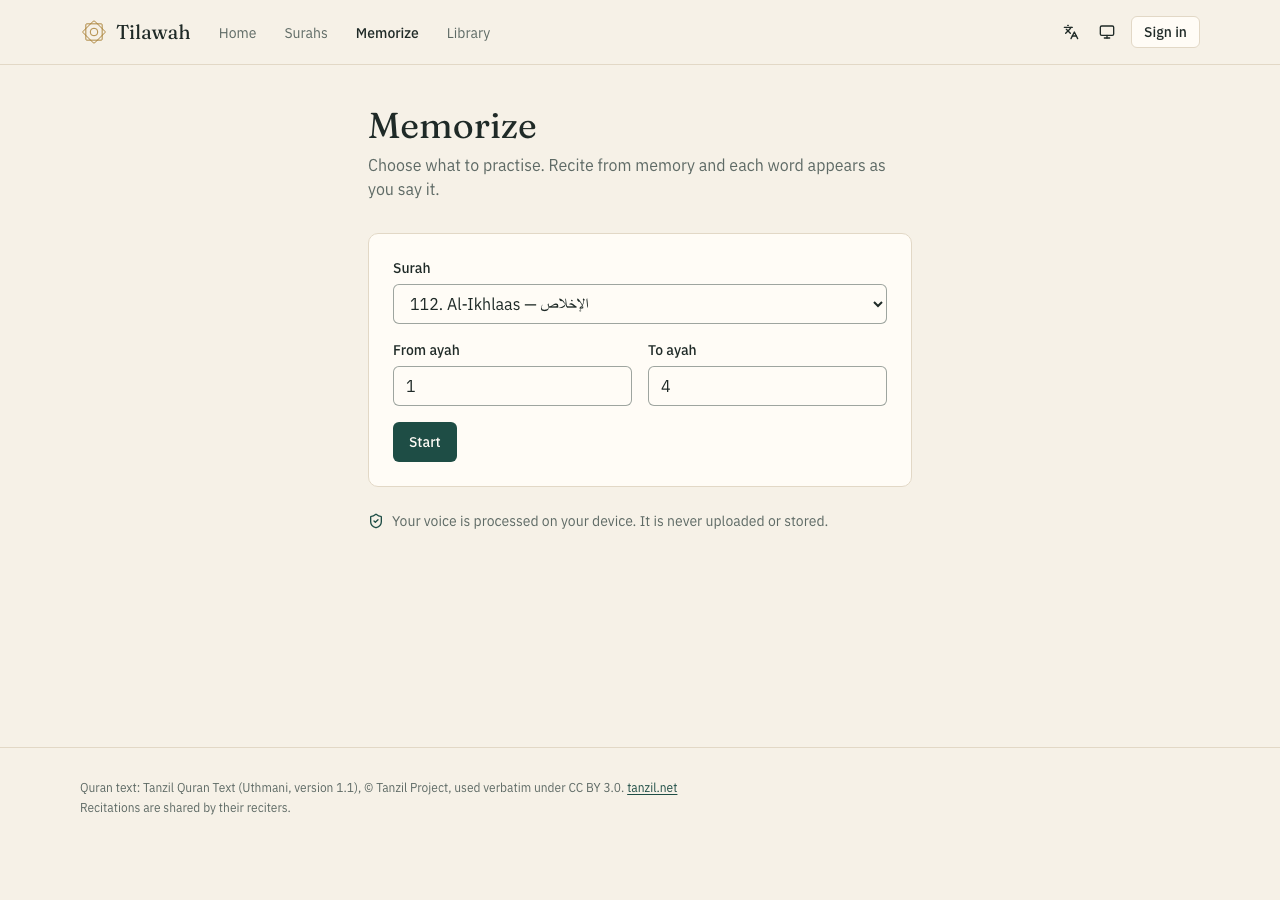 Tilawah Home Surahs Memorize Library Sign in
Memorize
Choose what to practise. Recite from memory and each word appears as
you say it.
Surah
112. Al-Ikhlaas — الإخلاص
From ayah To ayah
1 4
Start
Your voice is processed on your device. It is never uploaded or stored.
Quran text: Tanzil Quran Text (Uthmani, version 1.1), © Tanzil Project, used verbatim under CC BY 3.0. tanzil.net
Recitations are shared by their reciters.